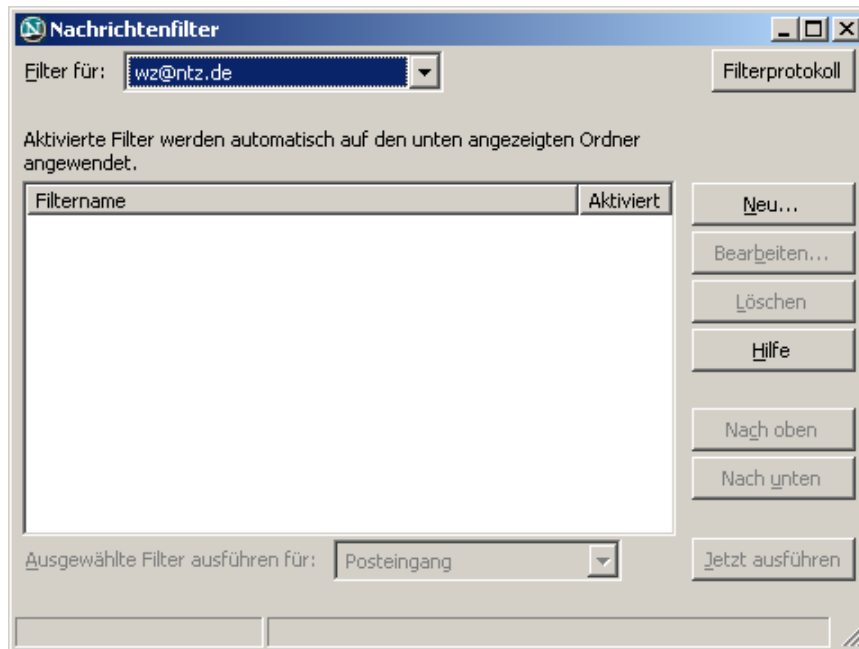 Nachrichtenfilter
Filter für: wz@ntz.de Filterprotokoll
Aktivierte Filter werden automatisch auf den unten angezeigten Ordner
angewendet.
Filtername Aktiviert
Neu...
Bearbeiten...
Löschen
Hilfe
Nach oben
Nach unten
Ausgewählte Filter ausführen für: Posteingang Jetzt ausführen